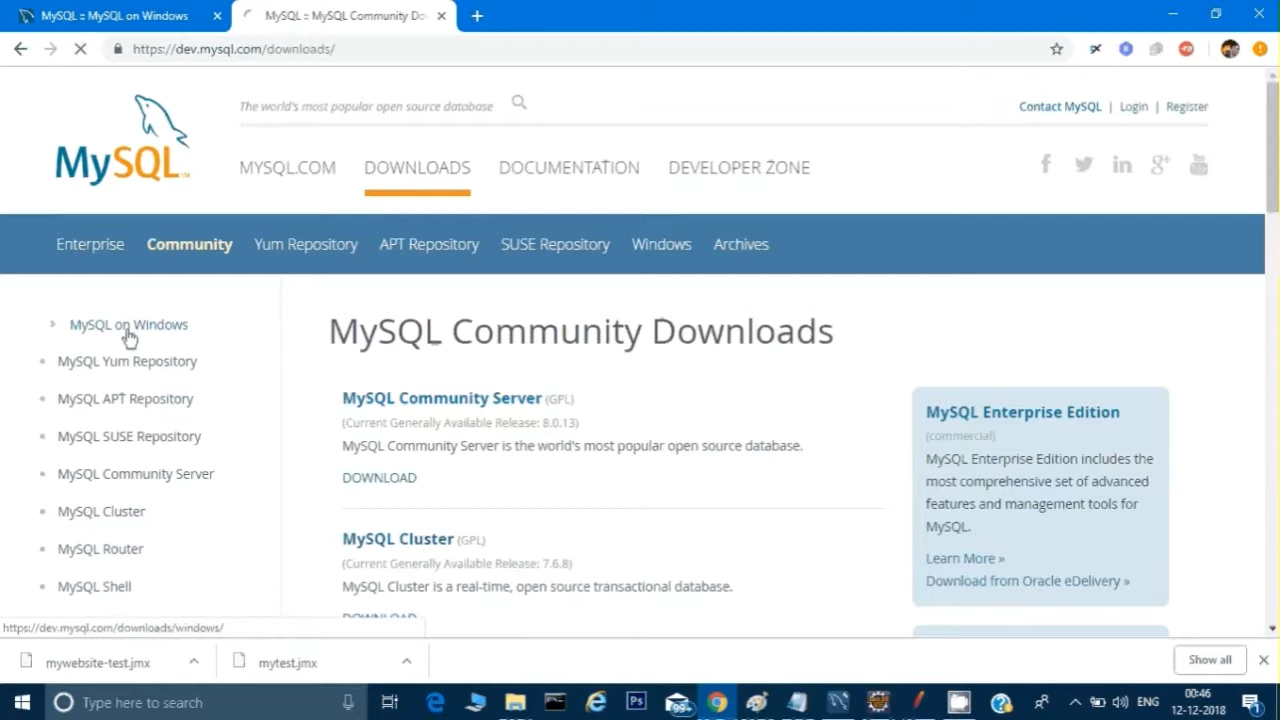 MySQL :: MySQL on Windows
MySQL :: MySQL Community Do
https://dev.mysql.com/downloads/
MySQL
The world's most popular open source database
Contact MySQL | Login | Register
MYSQL.COM
DOWNLOADS
DOCUMENTATION
DEVELOPER ZONE
Enterprise
Community
Yum Repository
APT Repository
SUSE Repository
Windows
Archives
MySQL on Windows
MySQL Yum Repository
MySQL APT Repository
MySQL SUSE Repository
MySQL Community Server
MySQL Cluster
MySQL Router
MySQL Shell
MySQL Community Downloads
MySQL Community Server (GPL)
(Current Generally Available Release: 8.0.13)
MySQL Community Server is the world's most popular open source database.
DOWNLOAD
MySQL Cluster (GPL)
(Current Generally Available Release: 7.6.8)
MySQL Cluster is a real-time, open source transactional database.
DOWNLOAD
MySQL Enterprise Edition
(commercial)
MySQL Enterprise Edition includes the
most comprehensive set of advanced
features and management tools for
MySQL.
Learn More »
Download from Oracle eDelivery »
https://dev.mysql.com/downloads/windows/
mywebsite-test.jmx
mytest.jmx
Show all
Type here to search
Ps
99+
ENG
00:46
12-12-2018